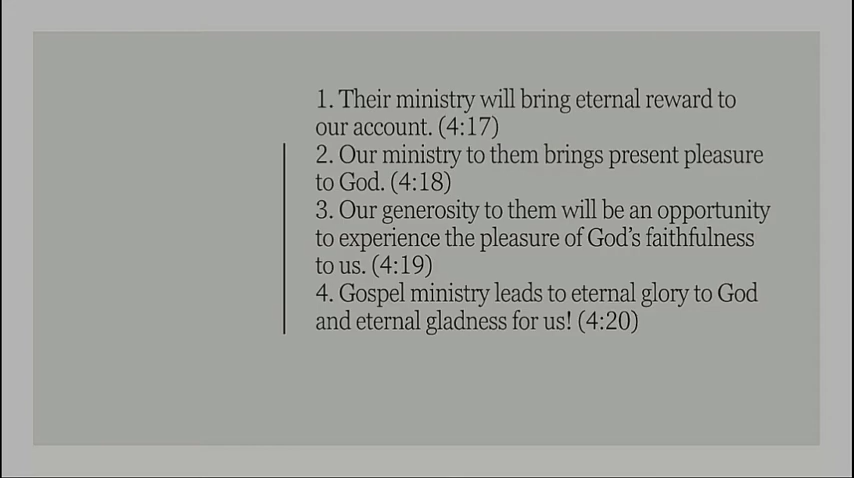 1. Their ministry will bring eternal reward to
our account. (4:17)
2. Our ministry to them brings present pleasure
to God. (4:18)
3. Our generosity to them will be an opportunity
to experience the pleasure of God’s faithfulness
to us. (4:19)
4. Gospel ministry leads to eternal glory to God
and eternal gladness for us! (4:20)